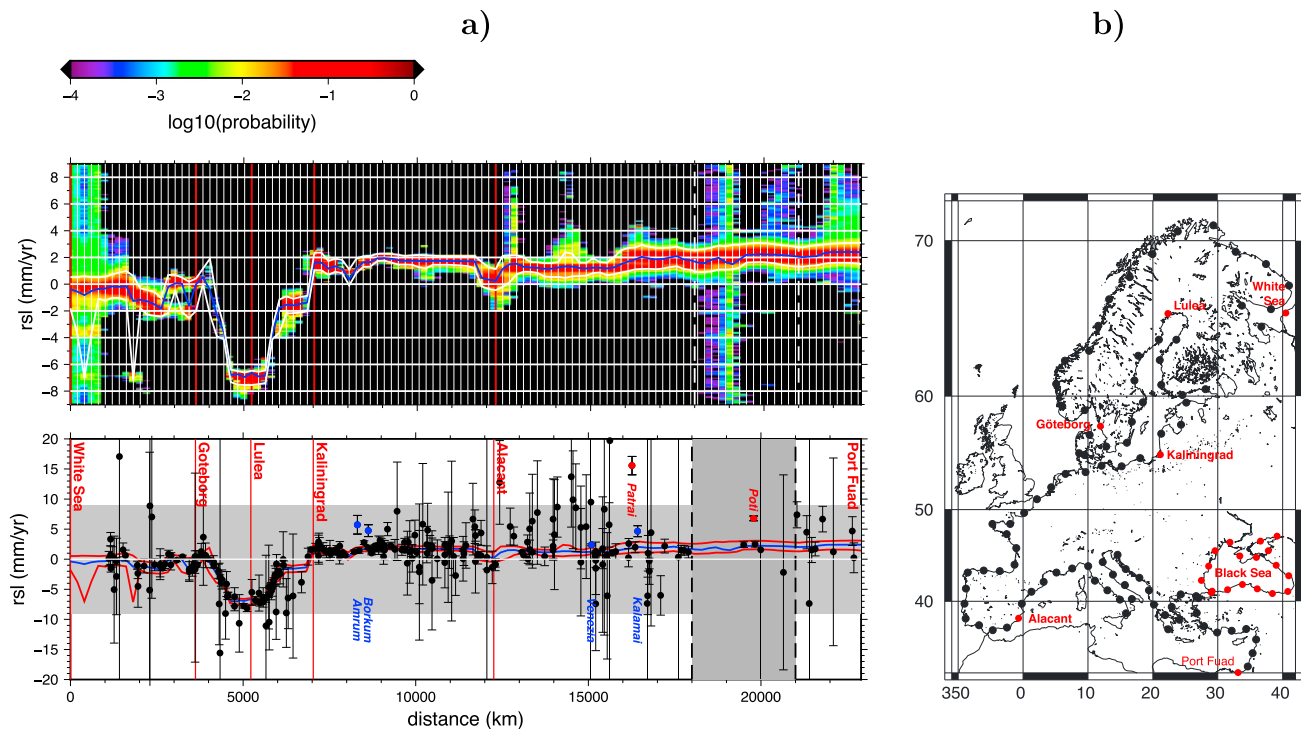 a)
b)
−4 −3 −2 −1 0
log10(probability)
8
6
4
2
0
−2
−4
−6
−8
rsl (mm/yr)
20
15
10
5
0
−5
−10
−15
−20
rsl (mm/yr)
White Sea
Goteborg
Lulea
Kaliningrad
Alacant
Port Fuad
Patrai
Poti
Amrum
Borkum
Venezia
Kalamai
0 5000 10000 15000 20000
distance (km)
70
60
50
40
White
Sea
Lulea
Göteborg
Kaliningrad
Black Sea
Alacant
Port Fuad
350 0 10 20 30 40